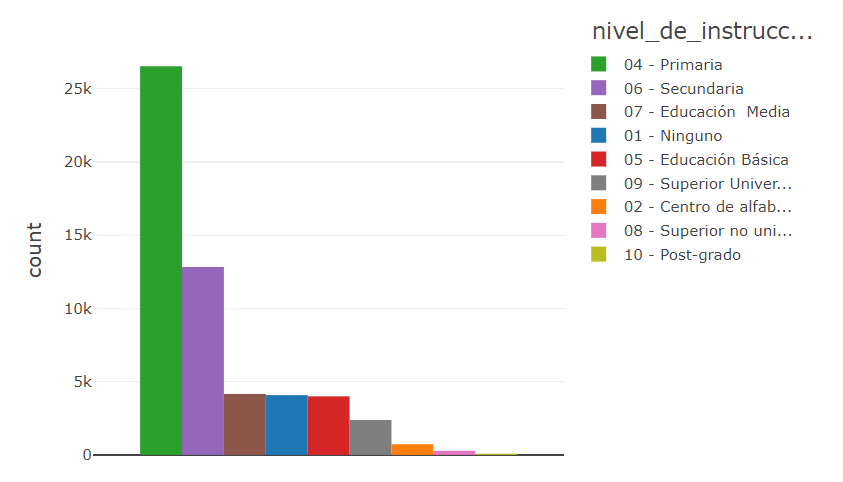 nivel_de_instrucc...
04 - Primaria
06 - Secundaria
07 - Educación  Media
01 - Ninguno
05 - Educación Básica
09 - Superior Univer...
02 - Centro de alfab...
08 - Superior no uni...
10 - Post-grado
count
25k
20k
15k
10k
5k
0